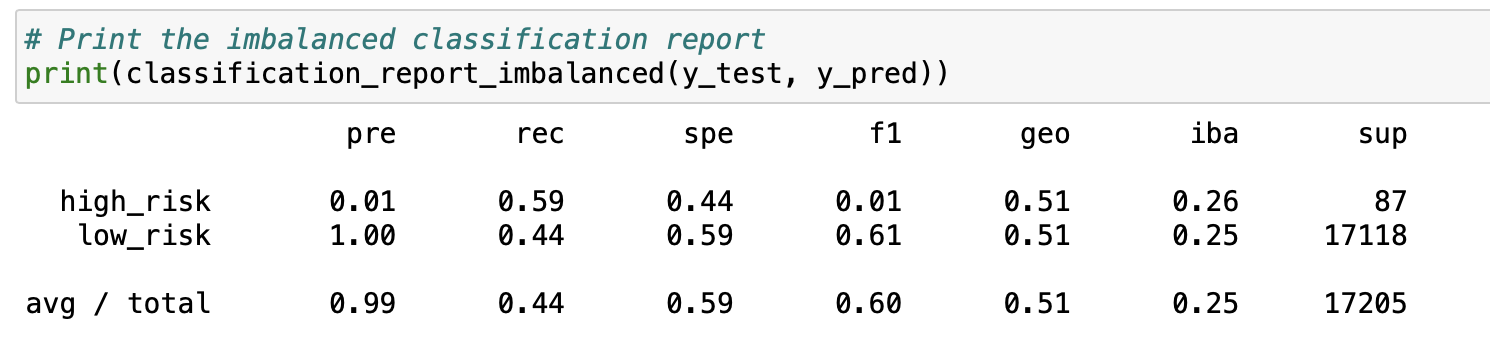 # Print the imbalanced classification report
print(classification_report_imbalanced(y_test, y_pred))
pre rec spe f1 geo iba sup
high_risk 0.01 0.59 0.44 0.01 0.51 0.26 87
low_risk 1.00 0.44 0.59 0.61 0.51 0.25 17118
avg / total 0.99 0.44 0.59 0.60 0.51 0.25 17205